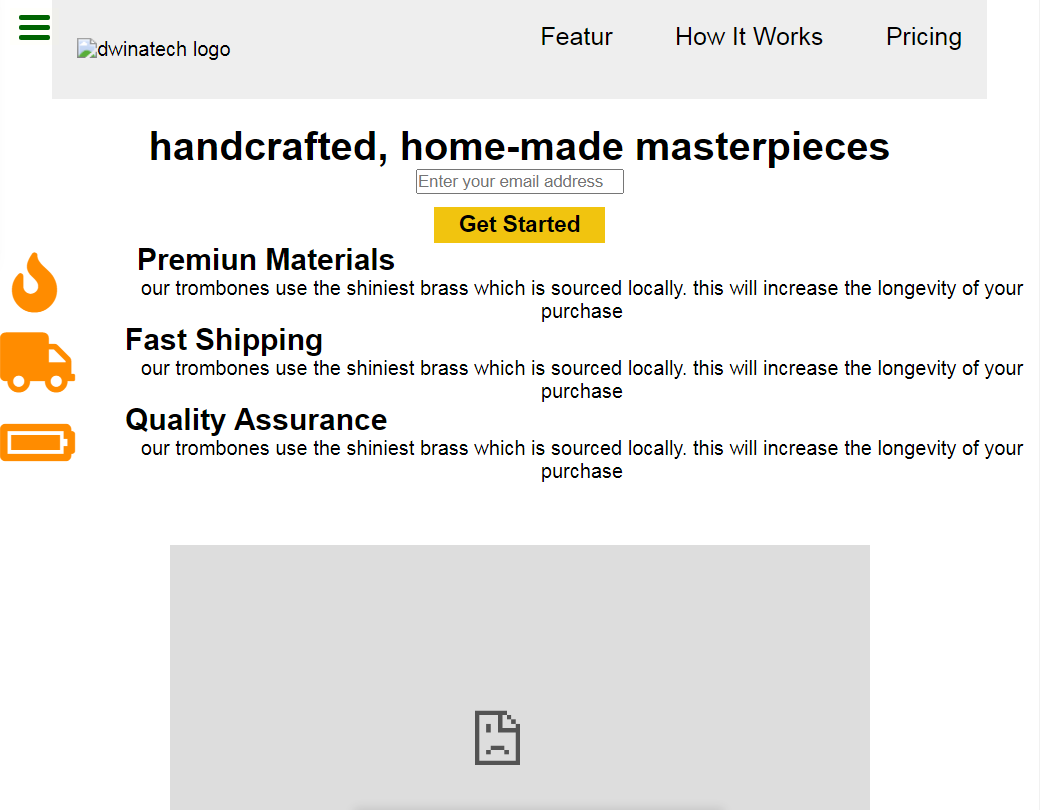 dwinatech logo
Featur How It Works Pricing
handcrafted, home-made masterpieces
Enter your email address
Get Started
Premiun Materials
our trombones use the shiniest brass which is sourced locally. this will increase the longevity of your
purchase
Fast Shipping
our trombones use the shiniest brass which is sourced locally. this will increase the longevity of your
purchase
Quality Assurance
our trombones use the shiniest brass which is sourced locally. this will increase the longevity of your
purchase